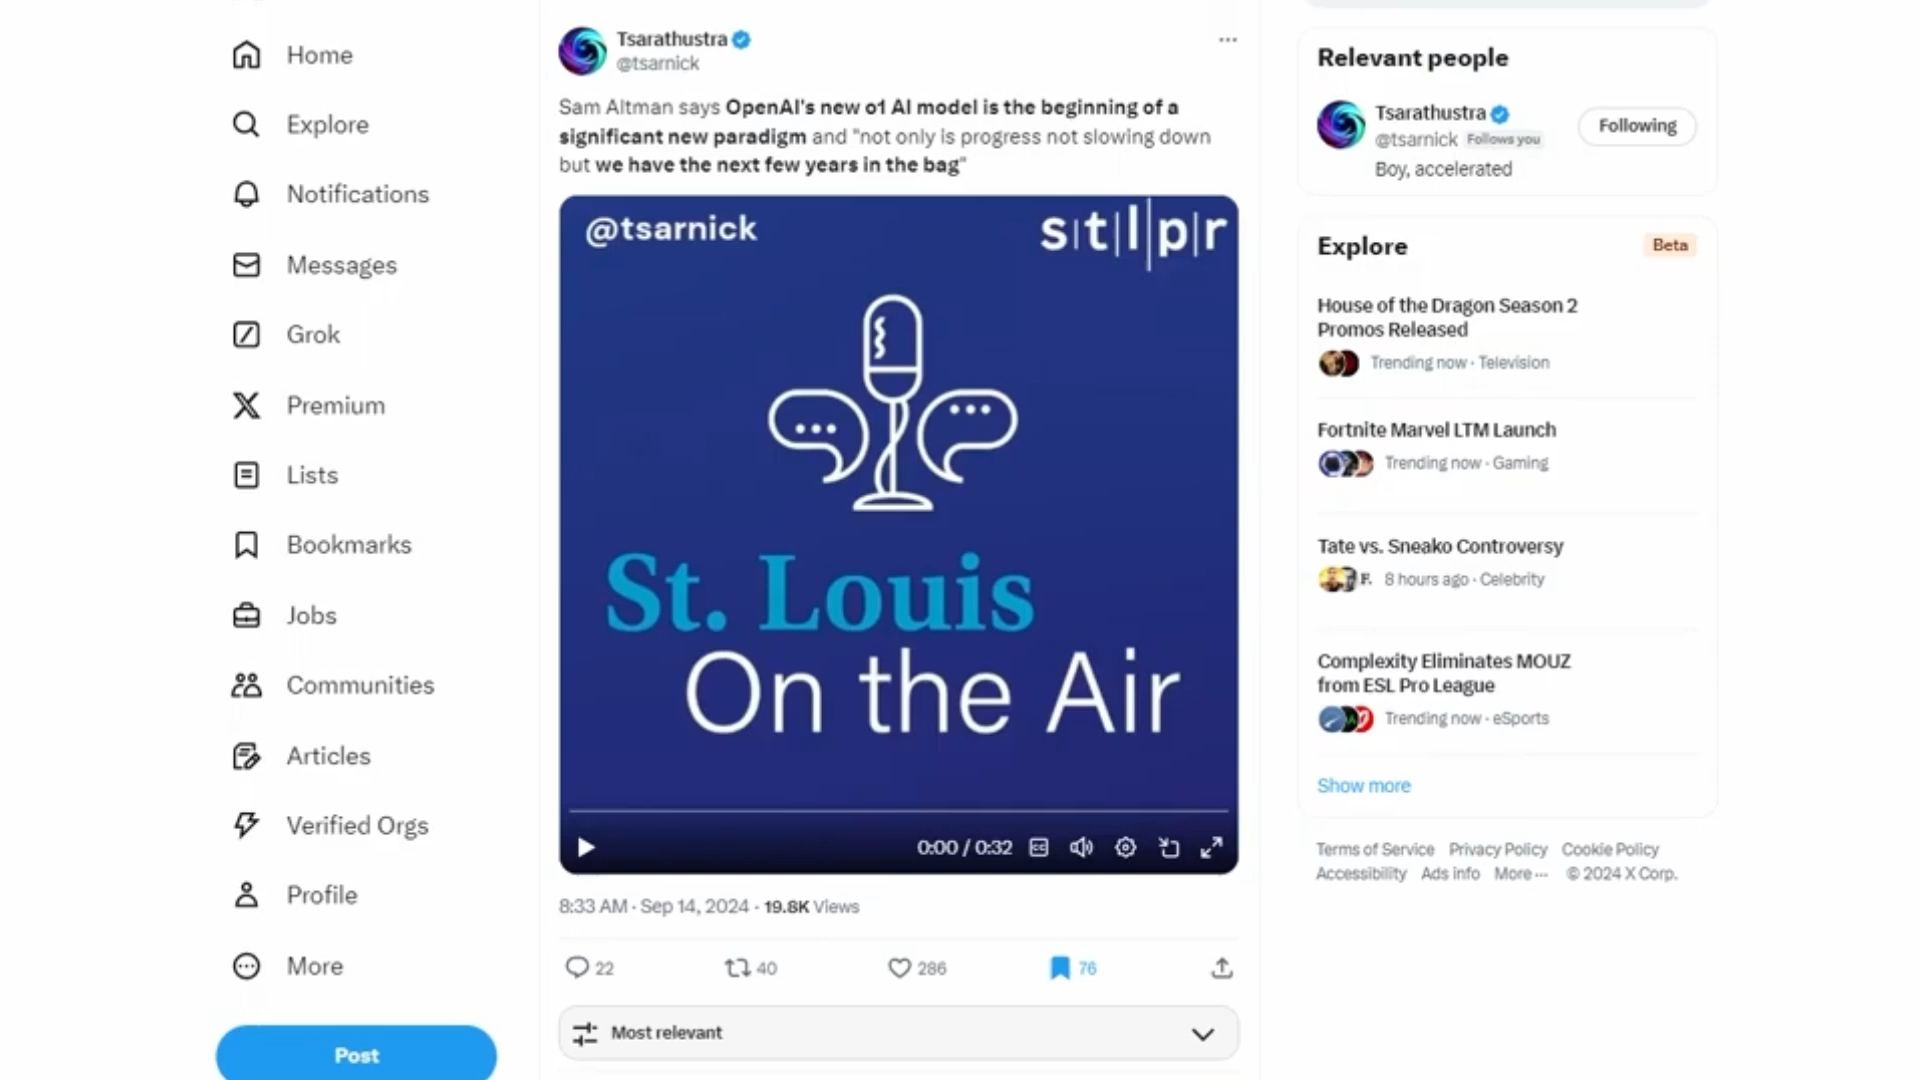 Home
Explore
Notifications
Messages
Grok
Premium
Lists
Bookmarks
Jobs
Communities
Articles
Verified Orgs
Profile
More
Post
Tsarathustra
@tsarnick
Sam Altman says OpenAI's new o1 AI model is the beginning of a
significant new paradigm and "not only is progress not slowing down
but we have the next few years in the bag"
@tsarnick
s|t|l|p|r
St. Louis
On the Air
0:00 / 0:32
CC
8:33 AM · Sep 14, 2024 · 19.8K Views
22
40
286
76
Most relevant
Relevant people
Tsarathustra
@tsarnick Follows you
Following
Boy, accelerated
Explore
Beta
House of the Dragon Season 2
Promos Released
Trending now · Television
Fortnite Marvel LTM Launch
Trending now · Gaming
Tate vs. Sneako Controversy
F. 8 hours ago · Celebrity
Complexity Eliminates MOUZ
from ESL Pro League
Trending now · eSports
Show more
Terms of Service Privacy Policy Cookie Policy
Accessibility Ads info More ··· © 2024 X Corp.